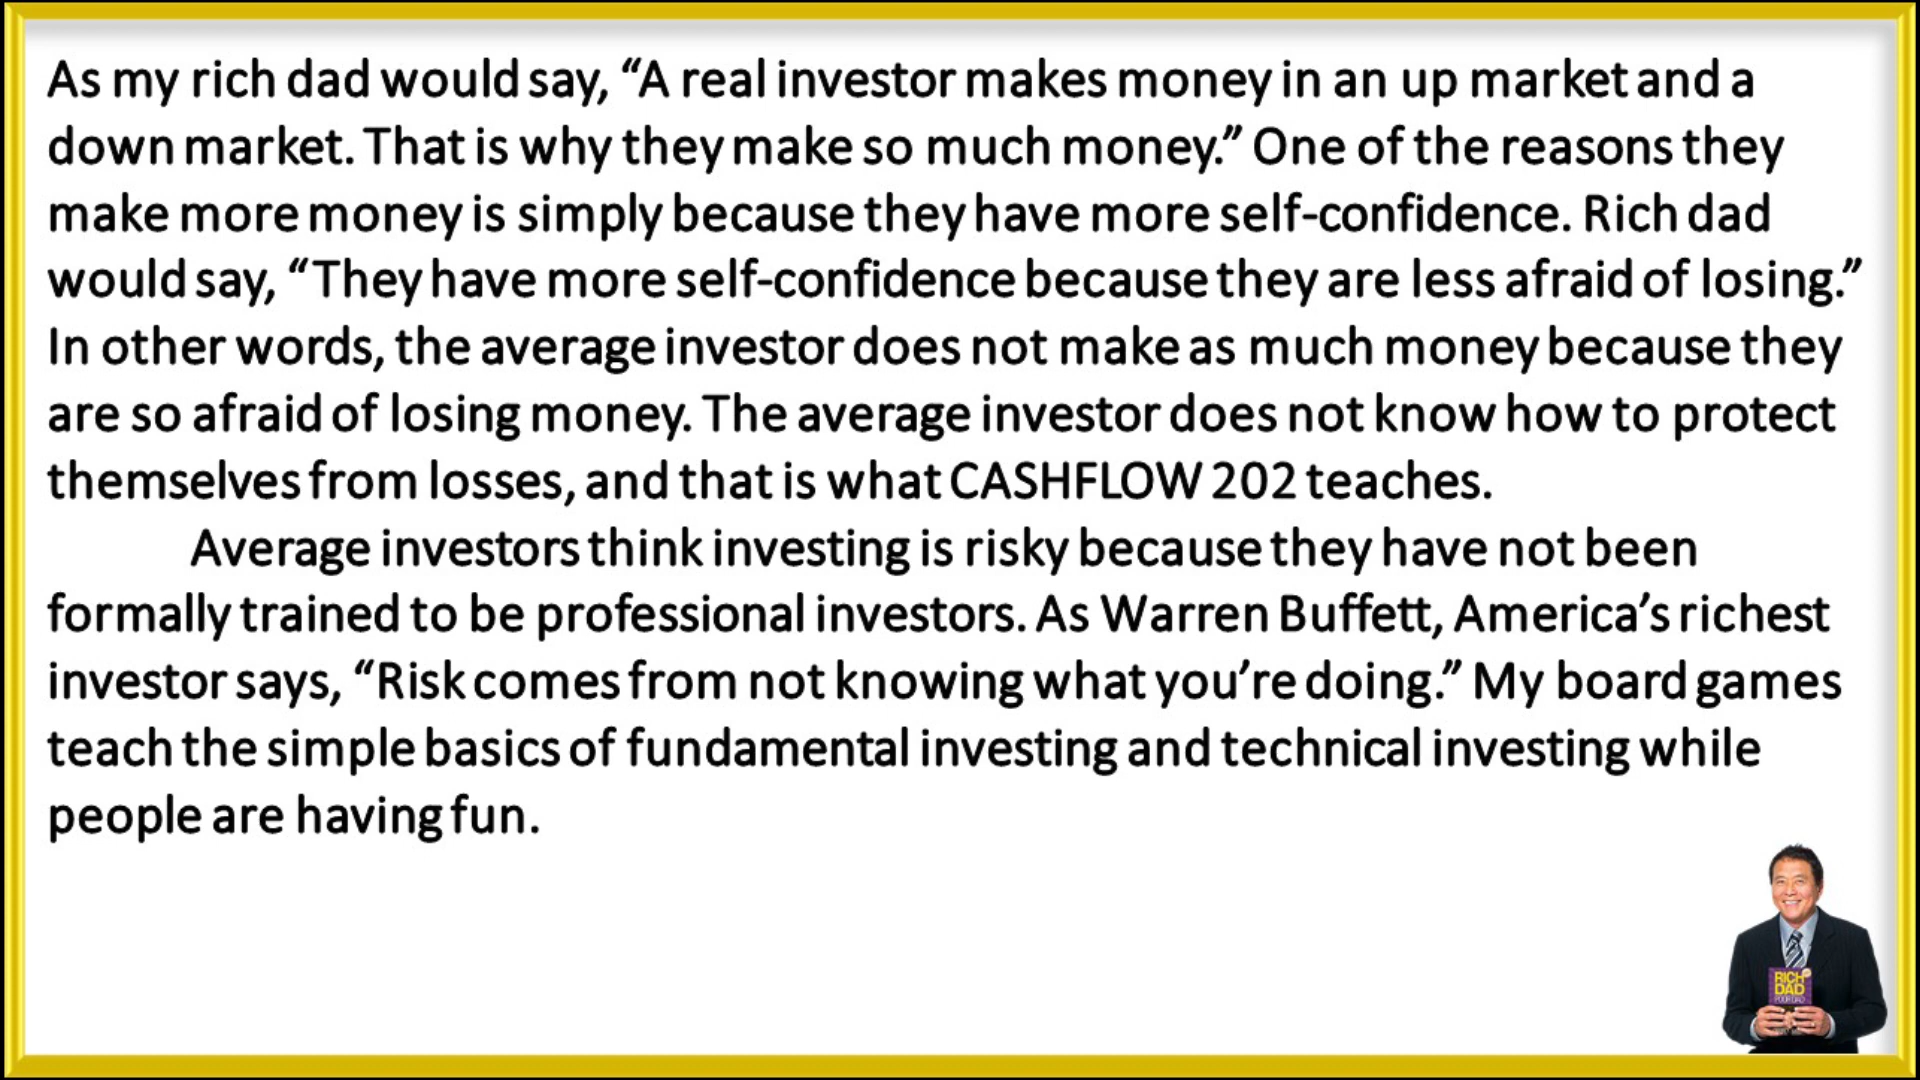 As my rich dad would say, “A real investor makes money in an up market and a
down market. That is why they make so much money.” One of the reasons they
make more money is simply because they have more self-confidence. Rich dad
would say, “They have more self-confidence because they are less afraid of losing.”
In other words, the average investor does not make as much money because they
are so afraid of losing money. The average investor does not know how to protect
themselves from losses, and that is what CASHFLOW 202 teaches.
Average investors think investing is risky because they have not been
formally trained to be professional investors. As Warren Buffett, America’s richest
investor says, “Risk comes from not knowing what you’re doing.” My board games
teach the simple basics of fundamental investing and technical investing while
people are having fun.
RICH
DAD
POOR DAD